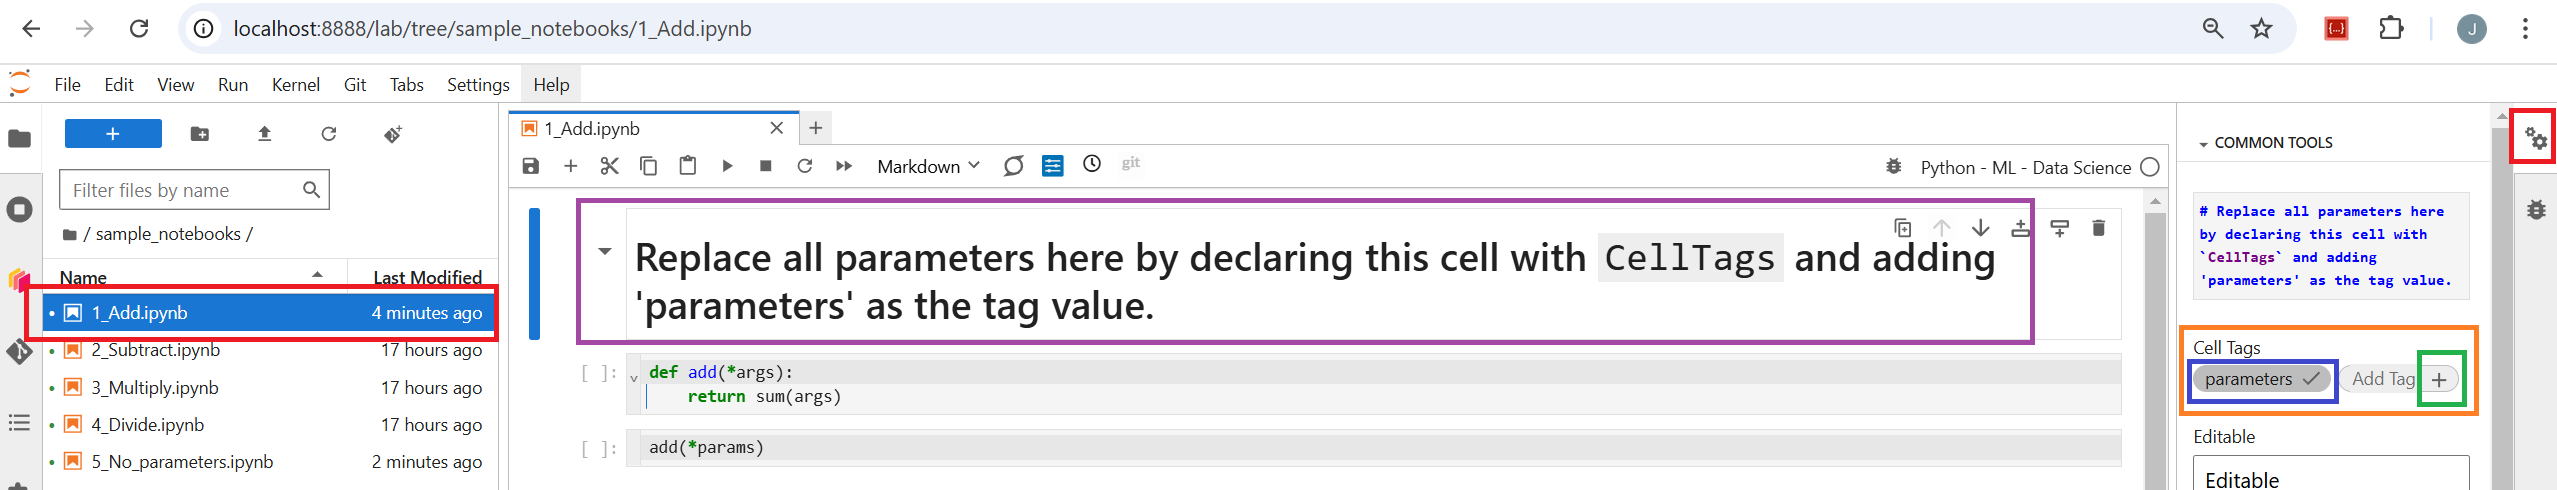 localhost:8888/lab/tree/sample_notebooks/1_Add.ipynb
J
File Edit View Run Kernel Git Tabs Settings Help
+
Filter files by name
/ sample_notebooks /
Name Last Modified
1_Add.ipynb 4 minutes ago
2_Subtract.ipynb 17 hours ago
3_Multiply.ipynb 17 hours ago
4_Divide.ipynb 17 hours ago
5_No_parameters.ipynb 2 minutes ago
1_Add.ipynb
Markdown git Python - ML - Data Science
Replace all parameters here by declaring this cell with CellTags and adding
'parameters' as the tag value.
[ ]: def add(*args):
return sum(args)
[ ]: add(*params)
COMMON TOOLS
# Replace all parameters here
by declaring this cell with
`CellTags` and adding
'parameters' as the tag value.
Cell Tags
parameters Add Tag +
Editable
Editable